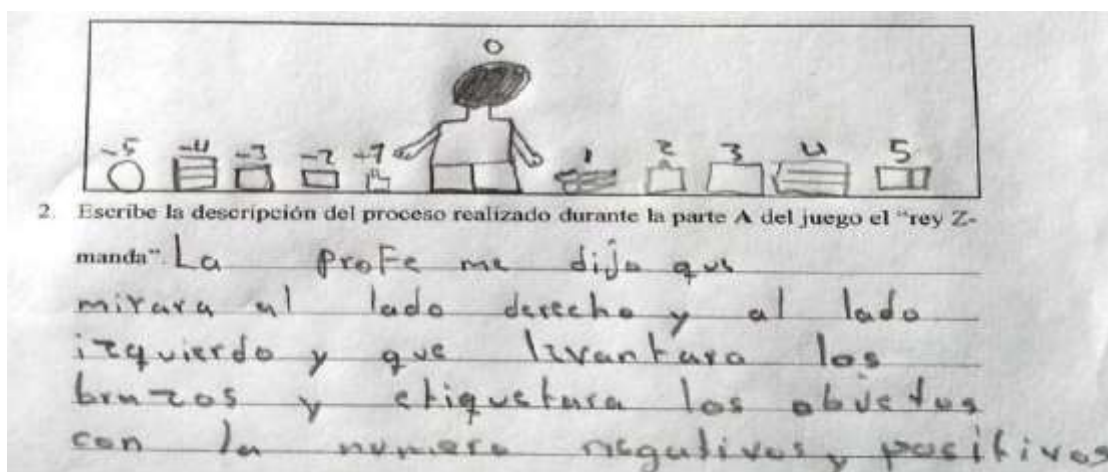 0
-5 -4 -3 -2 -1 1 2 3 4 5
2. Escribe la descripción del proceso realizado durante la parte A del juego el “rey Z-
manda”. La profe me dijo que
mirara al lado derecho y al lado
izquierdo y que levantara los
brazos y etiquetara los objetos
con la numero negativos y positivos